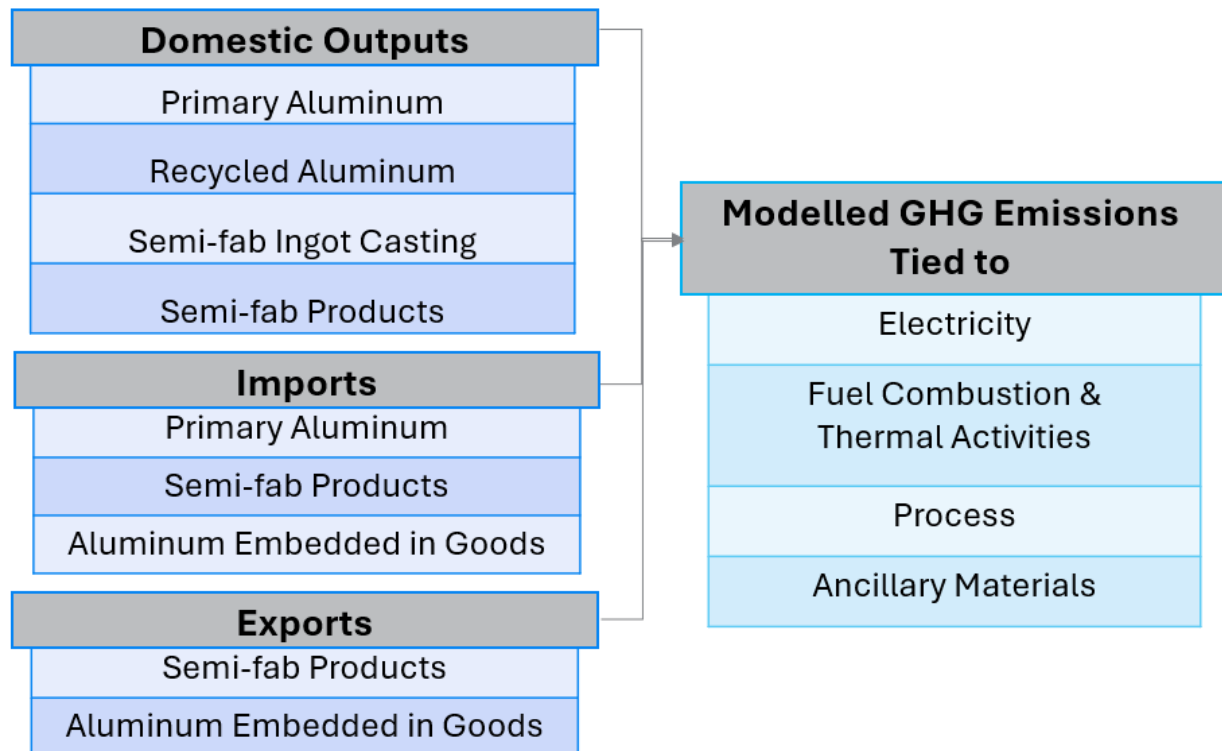 Domestic Outputs
Primary Aluminum
Recycled Aluminum
Semi-fab Ingot Casting
Semi-fab Products
Imports
Primary Aluminum
Semi-fab Products
Aluminum Embedded in Goods
Exports
Semi-fab Products
Aluminum Embedded in Goods
Modelled GHG Emissions
Tied to
Electricity
Fuel Combustion &
Thermal Activities
Process
Ancillary Materials